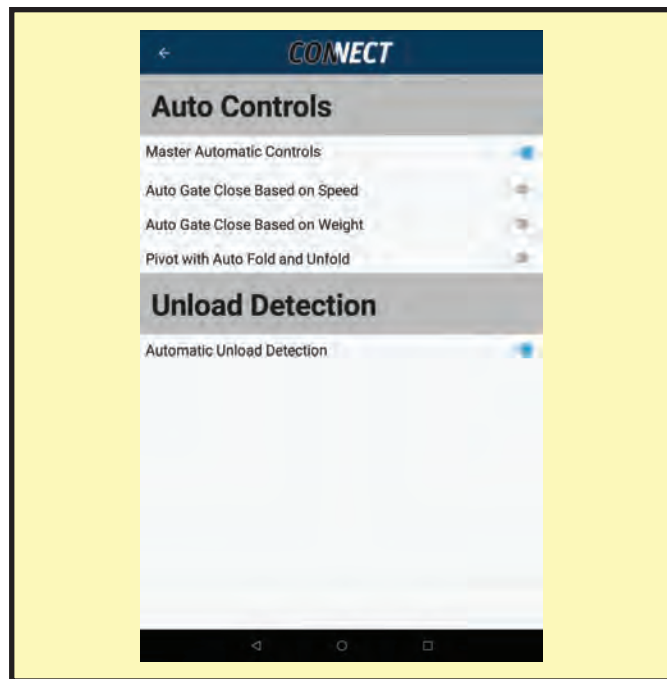 CONNECT
Auto Controls
Master Automatic Controls
Auto Gate Close Based on Speed
Auto Gate Close Based on Weight
Pivot with Auto Fold and Unfold
Unload Detection
Automatic Unload Detection